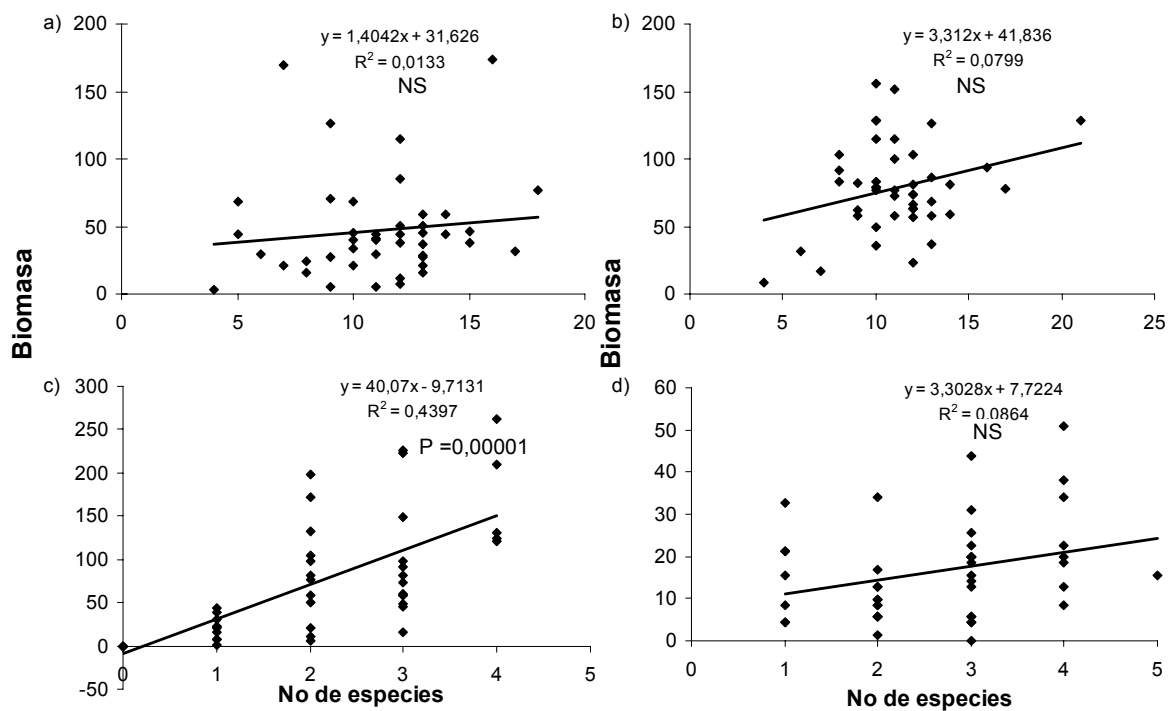 a)
200
150
100
50
0
0
5
10
15
20
y = 1,4042x + 31,626
R² = 0,0133
NS
Biomasa
b)
200
150
100
50
0
0
5
10
15
20
25
y = 3,312x + 41,836
R² = 0,0799
NS
Biomasa
c)
300
250
200
150
100
50
0
-50
0
1
2
3
4
5
y = 40,07x - 9,7131
R² = 0,4397
P =0,00001
No de especies
d)
60
50
40
30
20
10
0
0
1
2
3
4
5
y = 3,3028x + 7,7224
R² = 0,0864
NS
No de especies